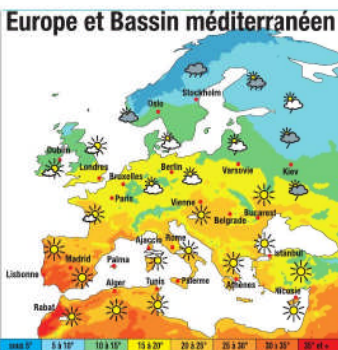 Europe et Bassin méditerranéen
Stockholm
Oslo
Dublin
Londres
Berlin
Varsovie
Kiev
Bruxelles
Paris
Vienne
Bucarest
Belgrade
Ajaccio
Rome
Istanbul
Madrid
Palma
Lisbonne
Alger
Tunis
Palerme
Athènes
Nicosie
Rabat
sous 5° 5 à 10° 10 à 15° 15 à 20° 20 à 25° 25 à 30° 30 à 35° 35° et +